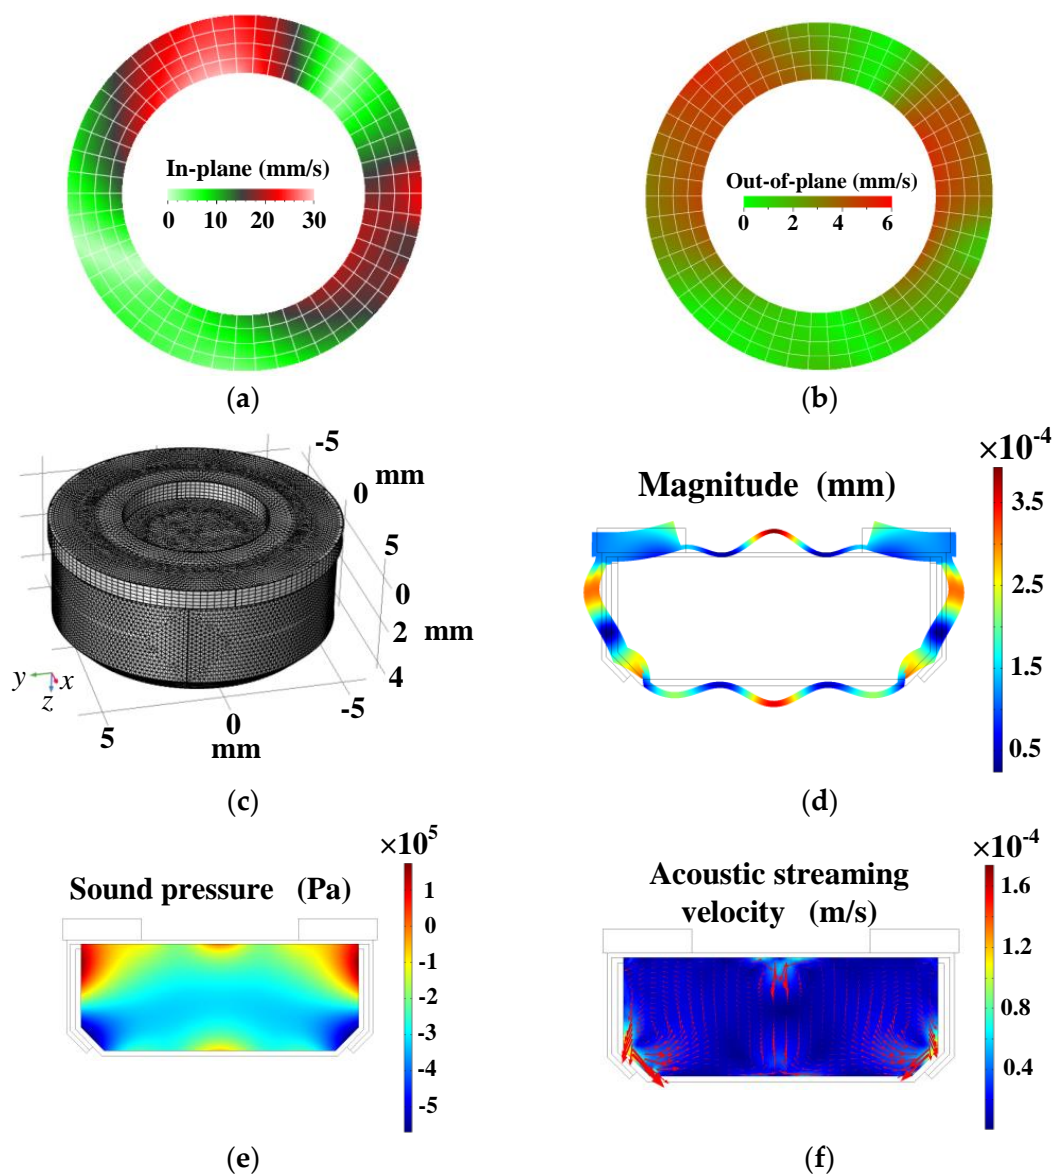 In-plane (mm/s)
0 10 20 30
(a)
Out-of-plane (mm/s)
0 2 4 6
(b)
-5
0 mm
5
0
2 mm
4
y x
z
5
0
-5
mm
(c)
×10-4
Magnitude (mm)
3.5
2.5
1.5
0.5
(d)
×10⁵
Sound pressure (Pa)
1
0
-1
-2
-3
-4
-5
(e)
×10-4
Acoustic streaming
velocity (m/s)
1.6
1.2
0.8
0.4
(f)